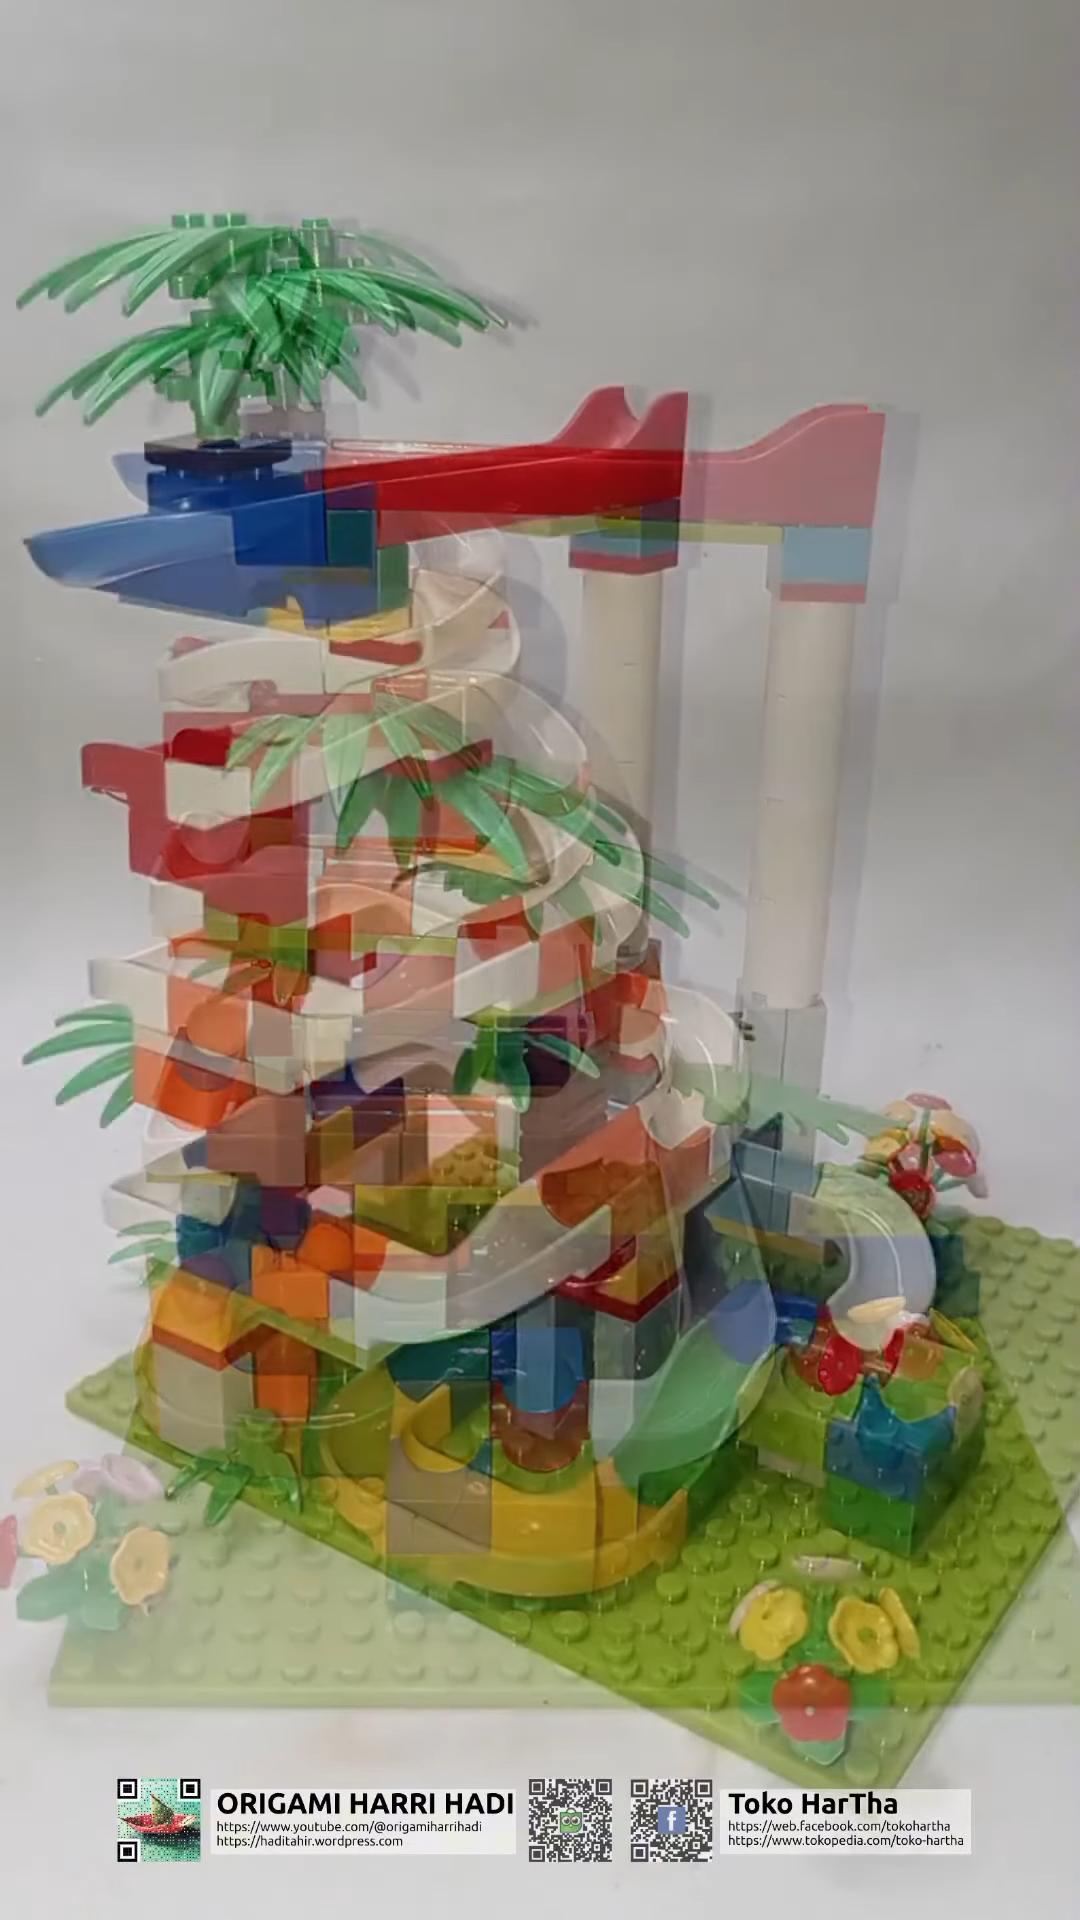 ORIGAMI HARRI HADI
https://www.youtube.com/@origamiharrihadi
https://haditahir.wordpress.com
Toko HarTha
https://web.facebook.com/tokohartha
https://www.tokopedia.com/toko-hartha